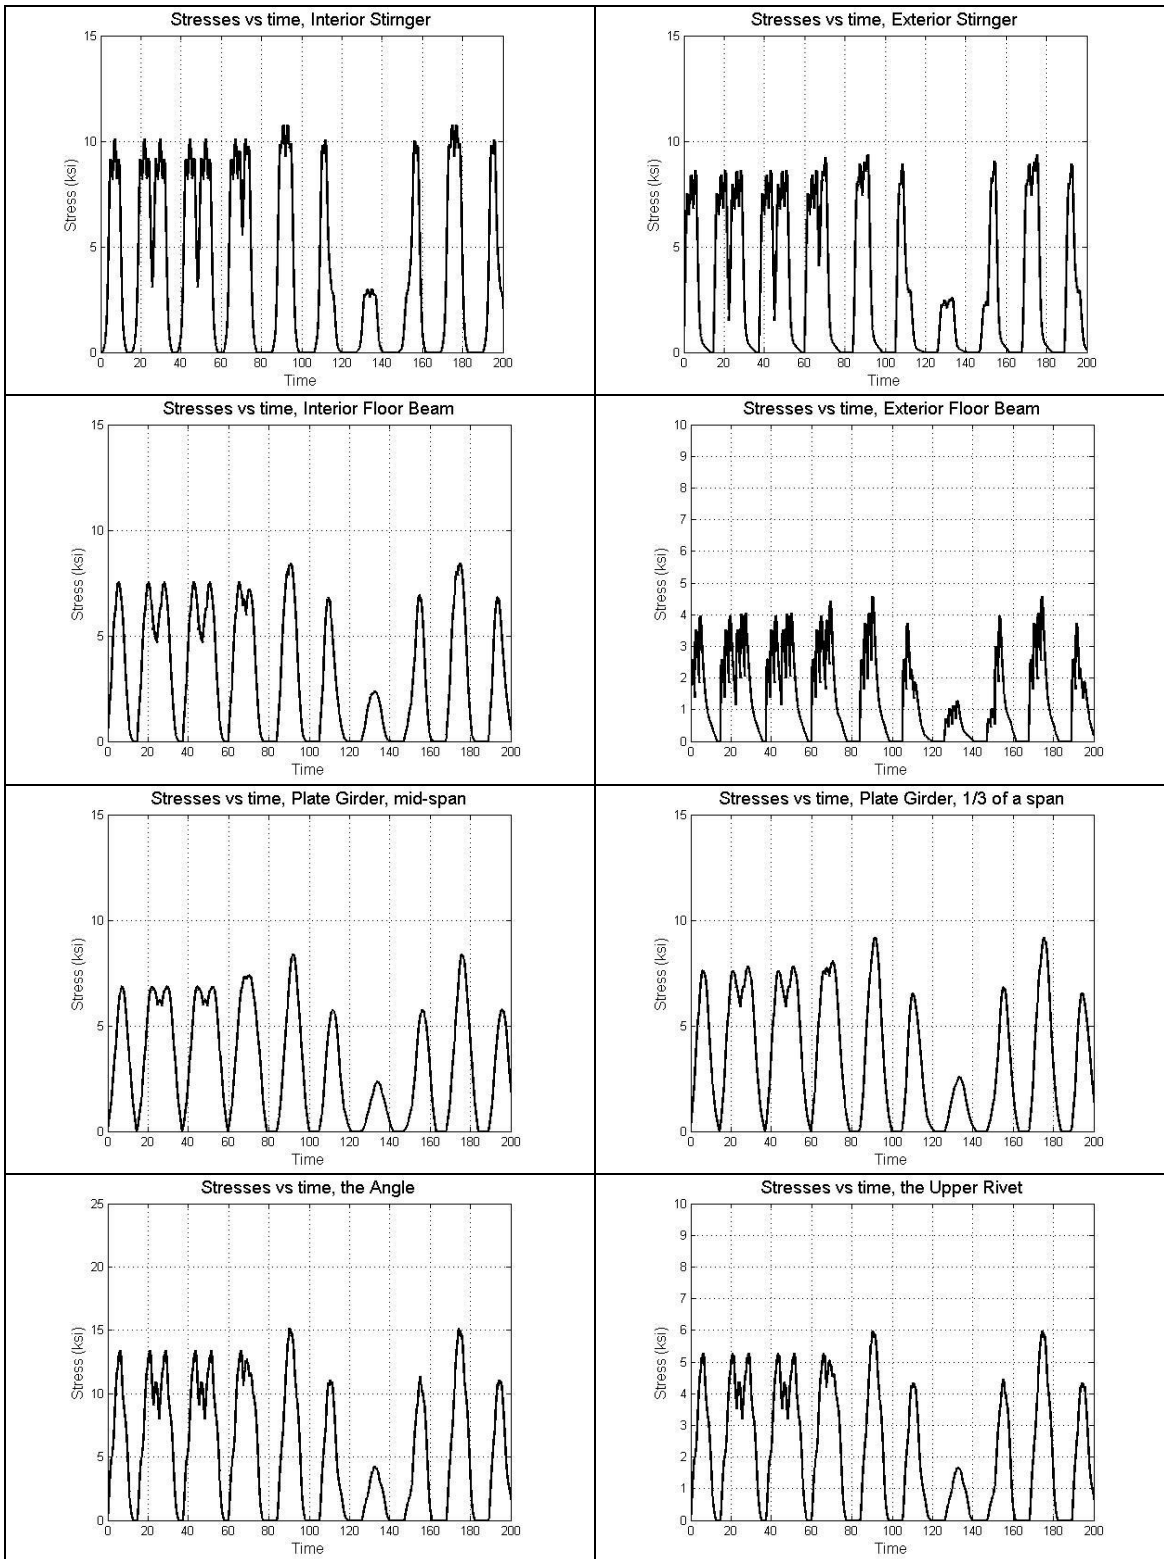 Stresses vs time, Interior Stirnger
15
10
5
0
Stress (ksi)
0 20 40 60 80 100 120 140 160 180 200
Time
Stresses vs time, Exterior Stirnger
15
10
5
0
Stress (ksi)
0 20 40 60 80 100 120 140 160 180 200
Time
Stresses vs time, Interior Floor Beam
15
10
5
0
Stress (ksi)
0 20 40 60 80 100 120 140 160 180 200
Time
Stresses vs time, Exterior Floor Beam
10
9
8
7
6
5
4
3
2
1
0
Stress (ksi)
0 20 40 60 80 100 120 140 160 180 200
Time
Stresses vs time, Plate Girder, mid-span
15
10
5
0
Stress (ksi)
0 20 40 60 80 100 120 140 160 180 200
Time
Stresses vs time, Plate Girder, 1/3 of a span
15
10
5
0
Stress (ksi)
0 20 40 60 80 100 120 140 160 180 200
Time
Stresses vs time, the Angle
25
20
15
10
5
0
Stress (ksi)
0 20 40 60 80 100 120 140 160 180 200
Time
Stresses vs time, the Upper Rivet
10
9
8
7
6
5
4
3
2
1
0
Stress (ksi)
0 20 40 60 80 100 120 140 160 180 200
Time